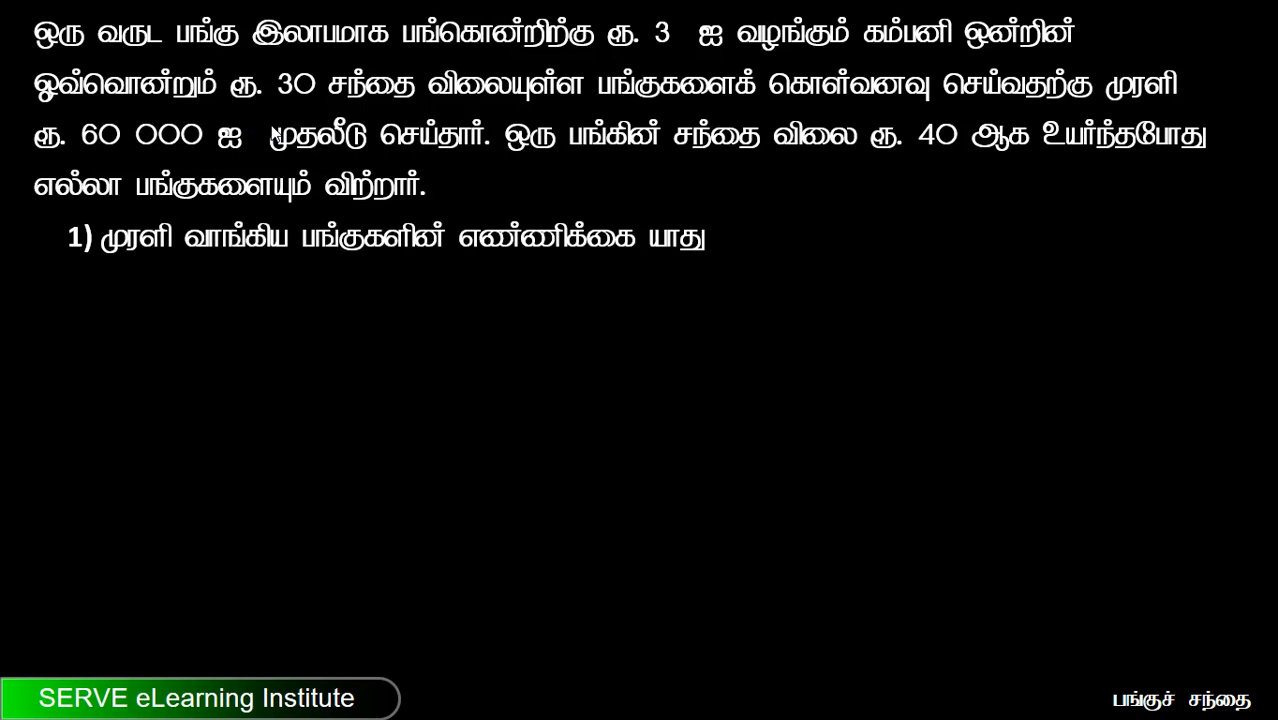 ஒரு வருட பங்கு இலாபமாக பங்கொன்றிற்கு ரூ. 3 ஐ வழங்கும் கம்பனி ஒன்றின்
ஒவ்வொன்றும் ரூ. 30 சந்தை விலையுள்ள பங்குகளைக் கொள்வனவு செய்வதற்கு முரளி
ரூ. 60 000 ஐ முதலீடு செய்தார். ஒரு பங்கின் சந்தை விலை ரூ. 40 ஆக உயர்ந்தபோது
எல்லா பங்குகளையும் விற்றார்.
1) முரளி வாங்கிய பங்குகளின் எண்ணிக்கை யாது
SERVE eLearning Institute
பங்குச் சந்தை